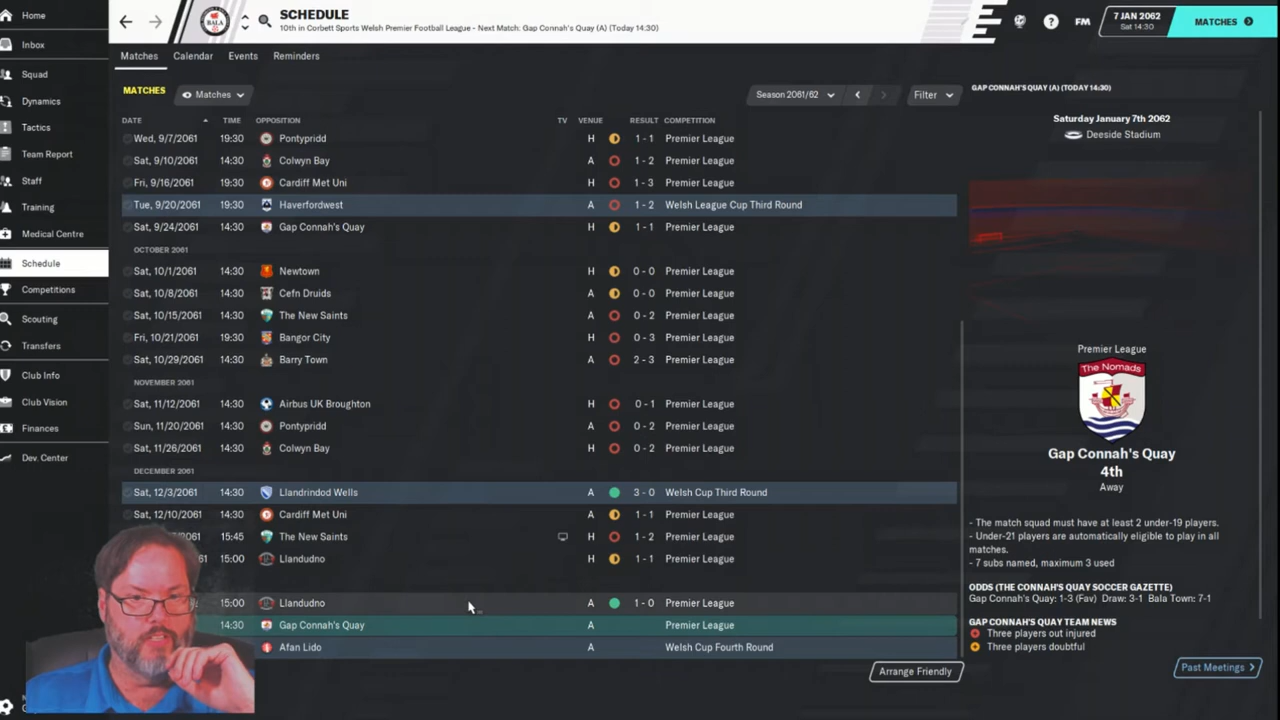 Home
Inbox
Squad
Dynamics
Tactics
Team Report
Staff
Training
Medical Centre
Schedule
Competitions
Scouting
Transfers
Club Info
Club Vision
Finances
Dev. Center
BALA
SCHEDULE
10th in Corbett Sports Welsh Premier Football League - Next Match: Gap Connah's Quay (A) (Today 14:30)
FM
7 JAN 2062
Sat 14:30
MATCHES
Matches Calendar Events Reminders
MATCHES
Matches
Season 2061/62
Filter
DATE TIME OPPOSITION TV VENUE RESULT COMPETITION
Wed, 9/7/2061 19:30 Pontypridd H 1 - 1 Premier League
Sat, 9/10/2061 14:30 Colwyn Bay A 1 - 2 Premier League
Fri, 9/16/2061 19:30 Cardiff Met Uni H 1 - 3 Premier League
Tue, 9/20/2061 19:30 Haverfordwest A 1 - 2 Welsh League Cup Third Round
Sat, 9/24/2061 14:30 Gap Connah's Quay H 1 - 1 Premier League
OCTOBER 2061
Sat, 10/1/2061 14:30 Newtown H 0 - 0 Premier League
Sat, 10/8/2061 14:30 Cefn Druids A 0 - 0 Premier League
Sat, 10/15/2061 14:30 The New Saints A 0 - 2 Premier League
Fri, 10/21/2061 19:30 Bangor City H 0 - 3 Premier League
Sat, 10/29/2061 14:30 Barry Town A 2 - 3 Premier League
NOVEMBER 2061
Sat, 11/12/2061 14:30 Airbus UK Broughton H 0 - 1 Premier League
Sun, 11/20/2061 14:30 Pontypridd A 0 - 2 Premier League
Sat, 11/26/2061 14:30 Colwyn Bay H 0 - 2 Premier League
DECEMBER 2061
Sat, 12/3/2061 14:30 Llandrindod Wells A 3 - 0 Welsh Cup Third Round
Sat, 12/10/2061 14:30 Cardiff Met Uni A 1 - 1 Premier League
15:45 The New Saints H 1 - 2 Premier League
15:00 Llandudno H 1 - 1 Premier League
15:00 Llandudno A 1 - 0 Premier League
14:30 Gap Connah's Quay A Premier League
Afan Lido A Welsh Cup Fourth Round
Arrange Friendly
GAP CONNAH'S QUAY (A) (TODAY 14:30)
Saturday January 7th 2062
Deeside Stadium
Premier League
The Nomads
Gap Connah's Quay
4th
Away
- The match squad must have at least 2 under-19 players.
- Under-21 players are automatically eligible to play in all
matches.
- 7 subs named, maximum 3 used
ODDS (THE CONNAH'S QUAY SOCCER GAZETTE)
Gap Connah's Quay: 1-3 (Fav) Draw: 3-1 Bala Town: 7-1
GAP CONNAH'S QUAY TEAM NEWS
Three players out injured
Three players doubtful
Past Meetings